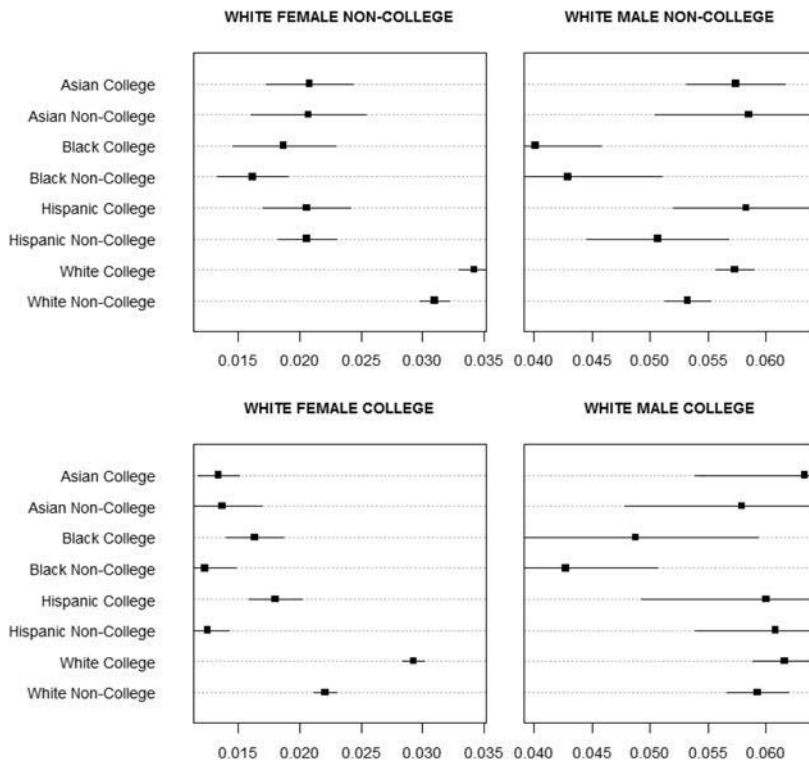 WHITE FEMALE NON-COLLEGE WHITE MALE NON-COLLEGE
Asian College
Asian Non-College
Black College
Black Non-College
Hispanic College
Hispanic Non-College
White College
White Non-College
0.015 0.020 0.025 0.030 0.035 0.040 0.045 0.050 0.055 0.060
WHITE FEMALE COLLEGE WHITE MALE COLLEGE
Asian College
Asian Non-College
Black College
Black Non-College
Hispanic College
Hispanic Non-College
White College
White Non-College
0.015 0.020 0.025 0.030 0.035 0.040 0.045 0.050 0.055 0.060